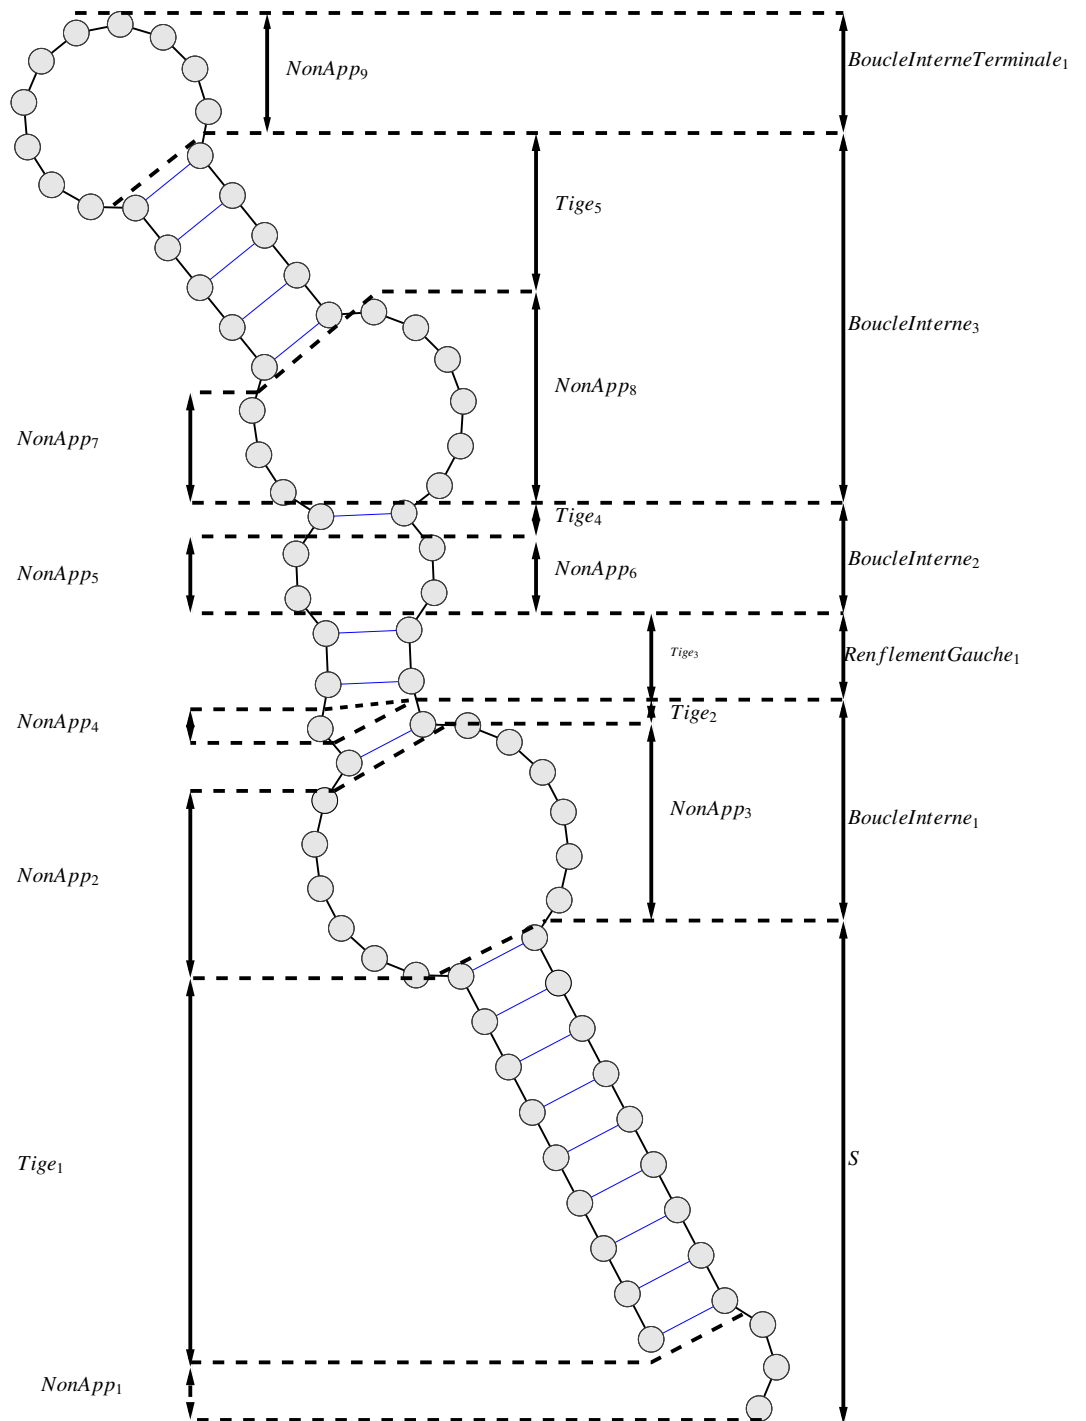 BoucleInterneTerminale₁
NonApp₉
Tige₅
BoucleInterne₃
NonApp₈
NonApp₇
Tige₄
BoucleInterne₂
NonApp₆
NonApp₅
Tige₃
RenflementGauche₁
Tige₂
NonApp₄
NonApp₃
BoucleInterne₁
NonApp₂
S
Tige₁
NonApp₁